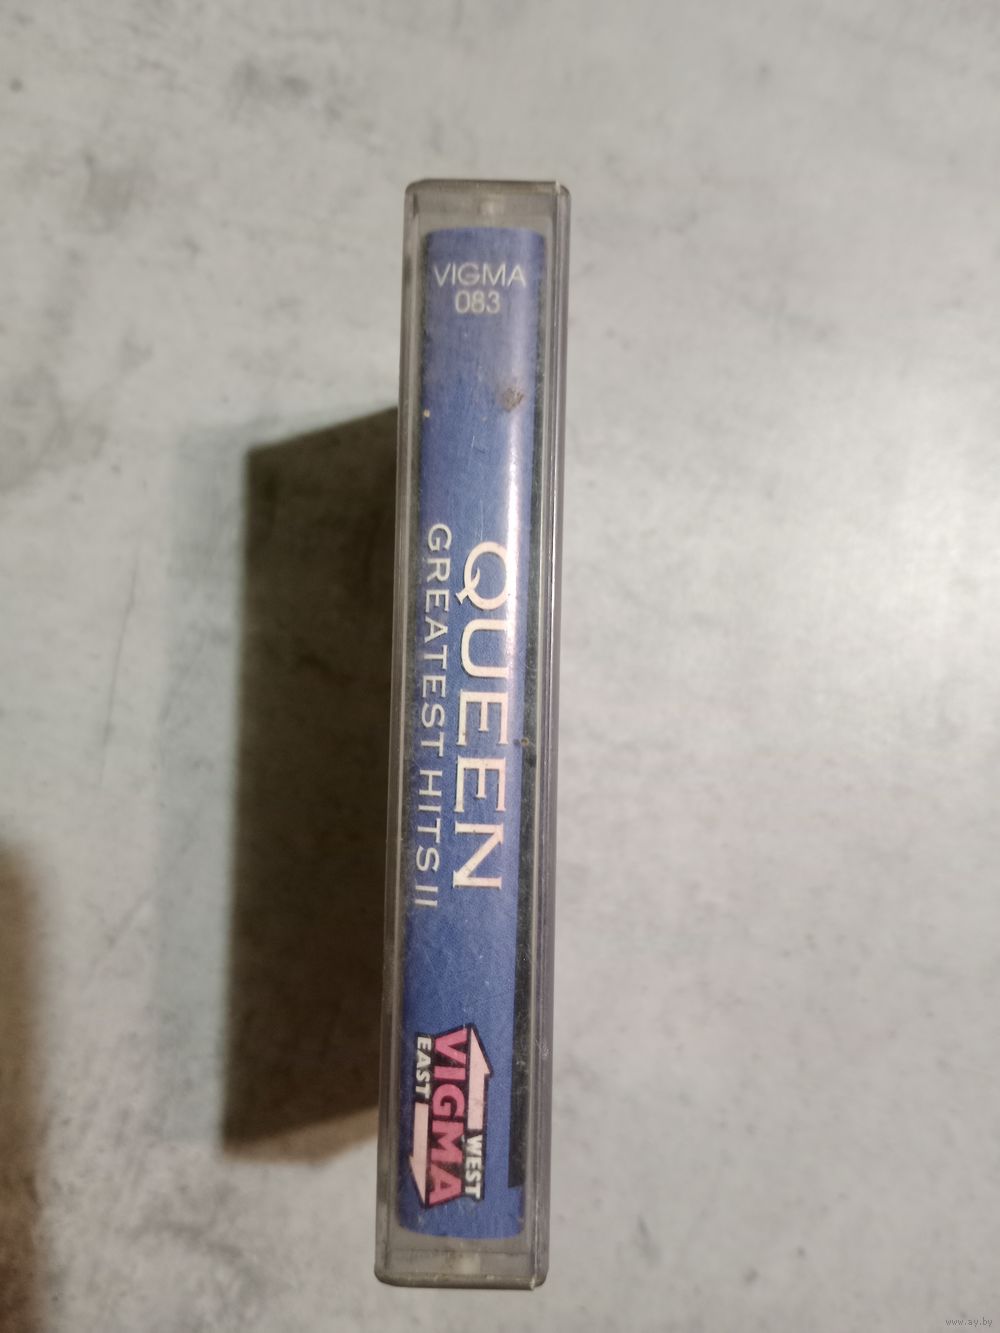 VIGMA
083
QUEEN
GREATEST HITS II
WEST
VIGMA
EAST
www.ay.by